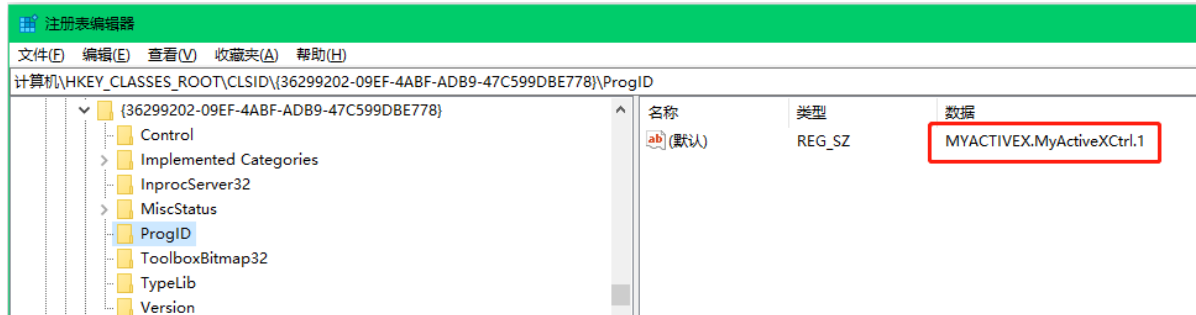 注册表编辑器
文件(F) 编辑(E) 查看(V) 收藏夹(A) 帮助(H)
计算机\HKEY_CLASSES_ROOT\CLSID\{36299202-09EF-4ABF-ADB9-47C599DBE778}\ProgID
{36299202-09EF-4ABF-ADB9-47C599DBE778}
Control
Implemented Categories
InprocServer32
MiscStatus
ProgID
ToolboxBitmap32
TypeLib
Version
名称 类型 数据
ab (默认) REG_SZ MYACTIVEX.MyActiveXCtrl.1